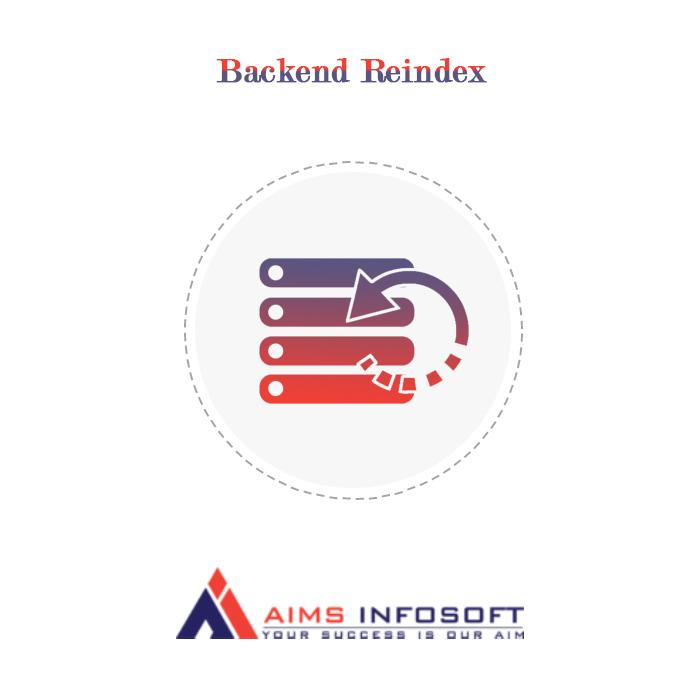 Backend Reindex
AIMS INFOSOFT
YOUR SUCCESS IS OUR AIM